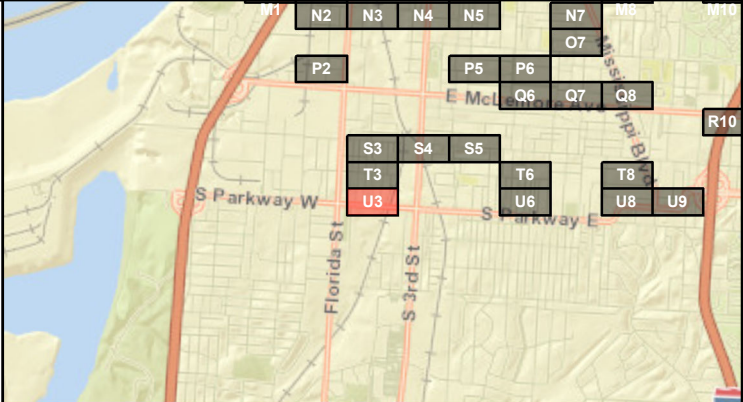 M1 N2 N3 N4 N5 N7 M8 M10
O7
P2 P5 P6
Q6 Q7 Q8
E McLemore Ave
Mississippi Blvd
R10
S3 S4 S5
T3 T6 T8
S Parkway W
U3 U6 U8 U9
S Parkway E
Florida St
S 3rd St